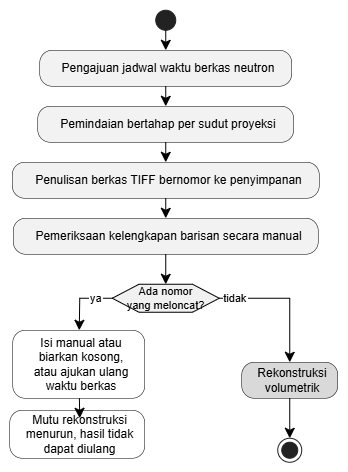 Pengajuan jadwal waktu berkas neutron
Pemindaian bertahap per sudut proyeksi
Penulisan berkas TIFF bernomor ke penyimpanan
Pemeriksaan kelengkapan barisan secara manual
Ada nomor
yang meloncat?
ya
tidak
Isi manual atau
biarkan kosong,
atau ajukan ulang
waktu berkas
Rekonstruksi
volumetrik
Mutu rekonstruksi
menurun, hasil tidak
dapat diulang